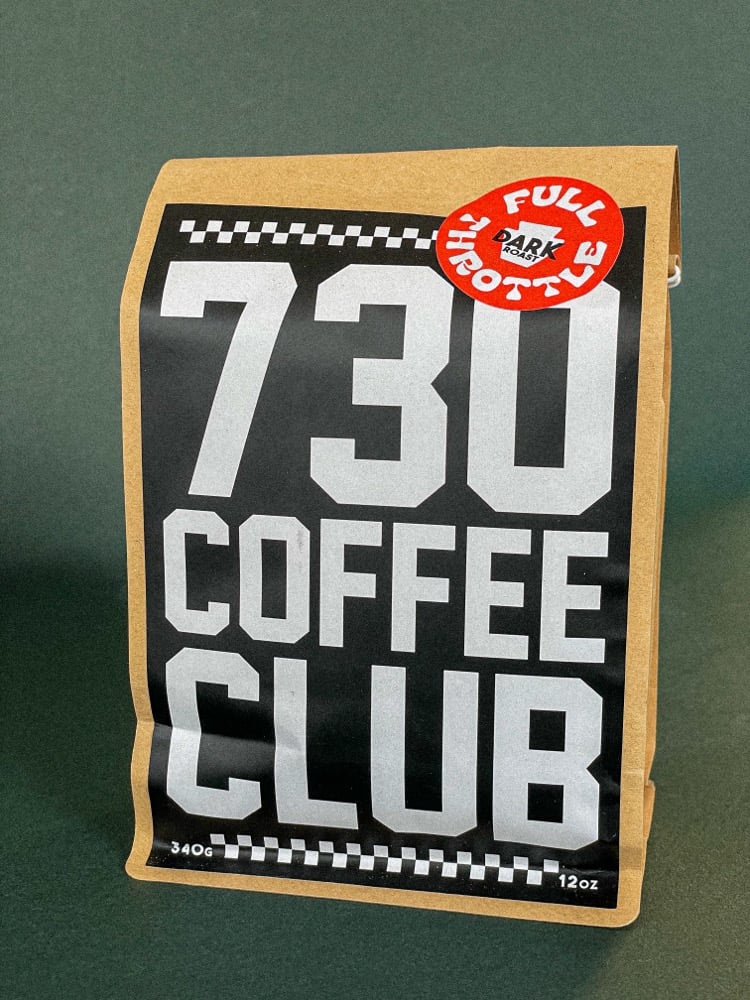 FULL THROTTLE
DARK
ROAST
730
COFFEE
CLUB
340G
12OZ